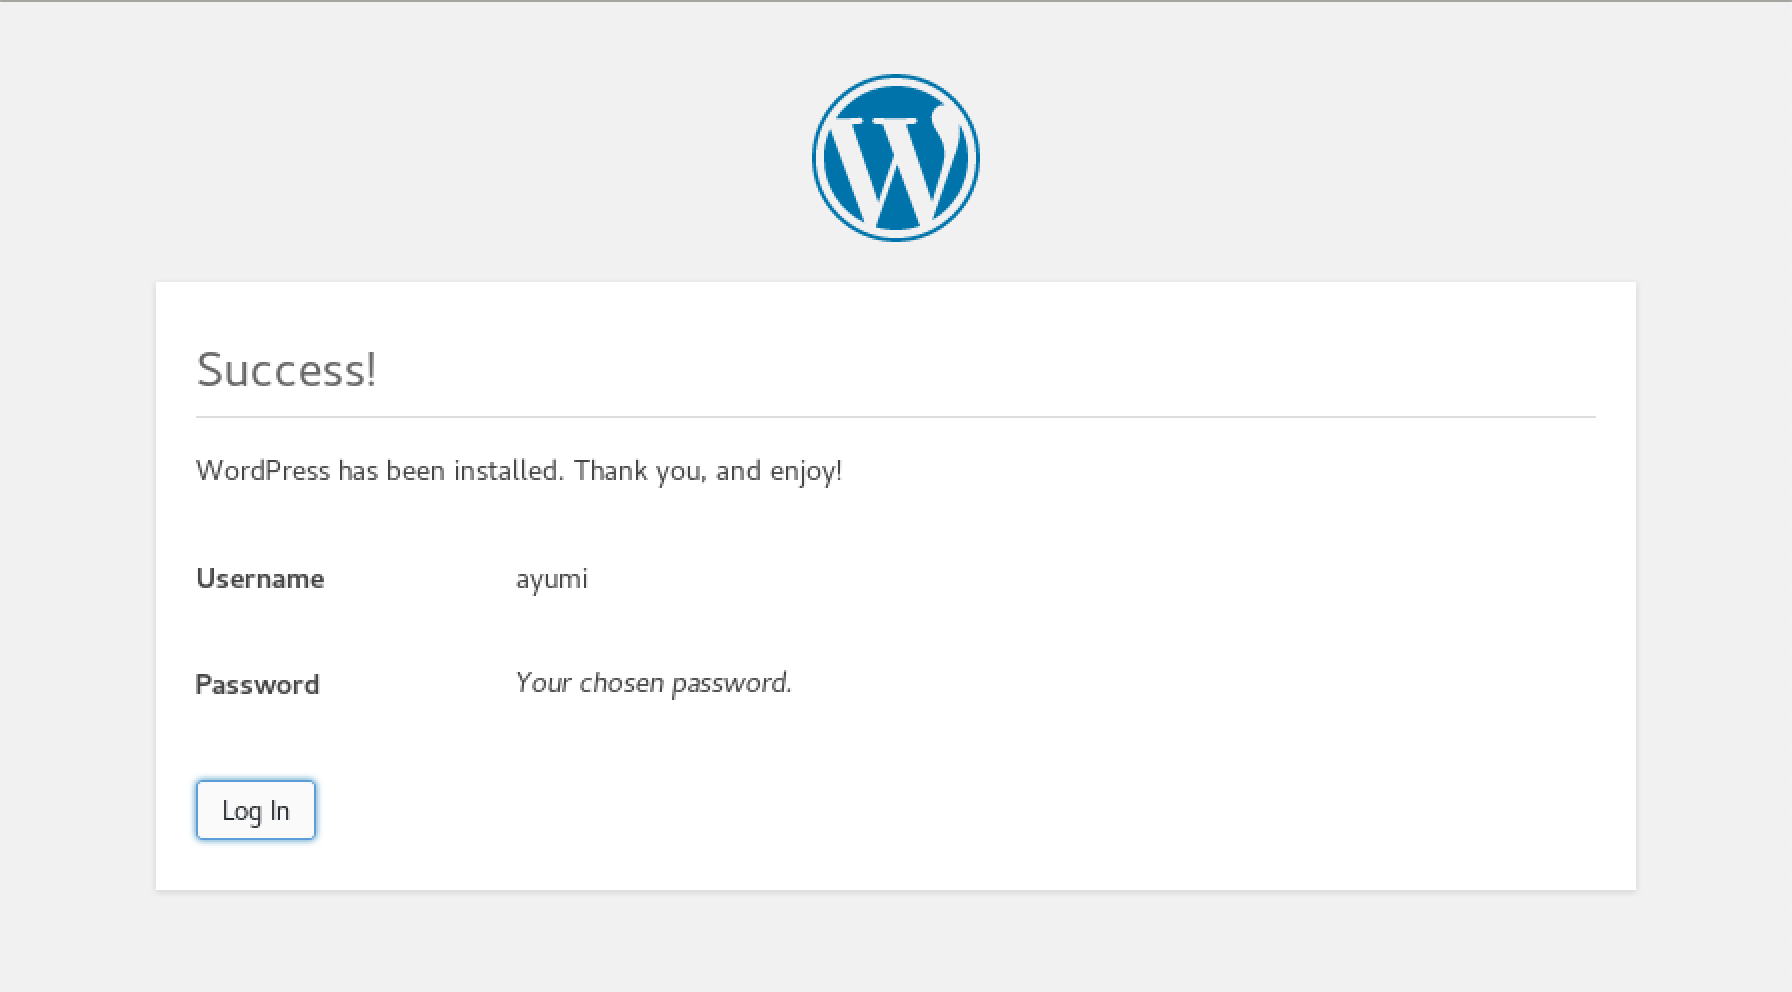 Success!
WordPress has been installed. Thank you, and enjoy!
Username ayumi
Password Your chosen password.
Log In